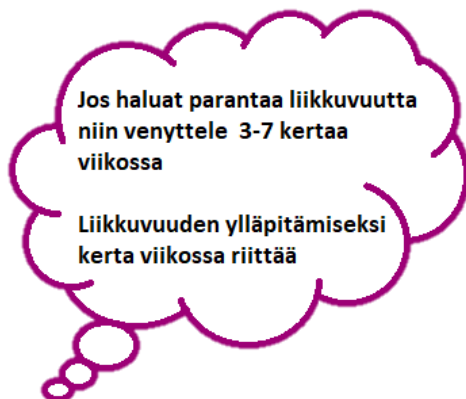 Jos haluat parantaa liikkuvuutta
niin venyttele 3-7 kertaa
viikossa
Liikkuvuuden ylläpitämiseksi
kerta viikossa riittää